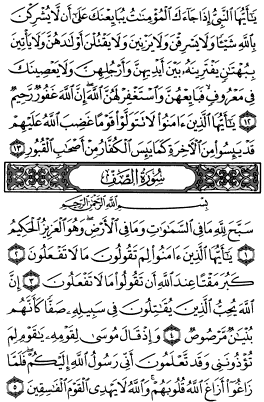 يَٰٓأَيُّهَا ٱلنَّبِىُّ إِذَا جَآءَكَ ٱلْمُؤْمِنَٰتُ يُبَايِعْنَكَ عَلَىٰٓ أَن لَّا يُشْرِكْنَ
بِٱللَّهِ شَيْـًٔا وَلَا يَسْرِقْنَ وَلَا يَزْنِينَ وَلَا يَقْتُلْنَ أَوْلَٰدَهُنَّ وَلَا يَأْتِينَ
بِبُهْتَٰنٍ يَفْتَرِينَهُۥ بَيْنَ أَيْدِيهِنَّ وَأَرْجُلِهِنَّ وَلَا يَعْصِينَكَ
فِى مَعْرُوفٍ فَبَايِعْهُنَّ وَٱسْتَغْفِرْ لَهُنَّ ٱللَّهَ إِنَّ ٱللَّهَ غَفُورٌ رَّحِيمٌ
١٢ يَٰٓأَيُّهَا ٱلَّذِينَ ءَامَنُوا۟ لَا تَتَوَلَّوْا۟ قَوْمًا غَضِبَ ٱللَّهُ عَلَيْهِمْ
قَدْ يَئِسُوا۟ مِنَ ٱلْءَاخِرَةِ كَمَا يَئِسَ ٱلْكُفَّارُ مِنْ أَصْحَٰبِ ٱلْقُبُورِ ١٣
سُورَةُ الصَّفِّ
بِسْمِ ٱللَّهِ ٱلرَّحْمَٰنِ ٱلرَّحِيمِ
سَبَّحَ لِلَّهِ مَا فِى ٱلسَّمَٰوَٰتِ وَمَا فِى ٱلْأَرْضِ وَهُوَ ٱلْعَزِيزُ ٱلْحَكِيمُ
١ يَٰٓأَيُّهَا ٱلَّذِينَ ءَامَنُوا۟ لِمَ تَقُولُونَ مَا لَا تَفْعَلُونَ ٢
كَبُرَ مَقْتًا عِندَ ٱللَّهِ أَن تَقُولُوا۟ مَا لَا تَفْعَلُونَ ٣ إِنَّ
ٱللَّهَ يُحِبُّ ٱلَّذِينَ يُقَٰتِلُونَ فِى سَبِيلِهِۦ صَفًّا كَأَنَّهُم
بُنْيَٰنٌ مَّرْصُوصٌ ٤ وَإِذْ قَالَ مُوسَىٰ لِقَوْمِهِۦ يَٰقَوْمِ لِمَ
تُؤْذُونَنِى وَقَد تَّعْلَمُونَ أَنِّى رَسُولُ ٱللَّهِ إِلَيْكُمْ فَلَمَّا
زَاغُوٓا۟ أَزَاغَ ٱللَّهُ قُلُوبَهُمْ وَٱللَّهُ لَا يَهْدِى ٱلْقَوْمَ ٱلْفَٰسِقِينَ ٥